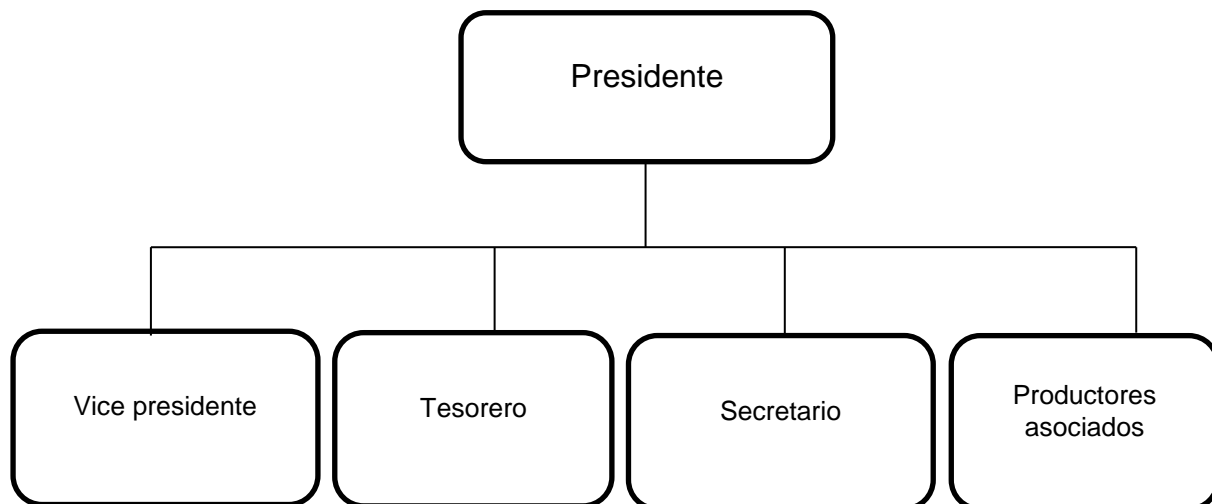 Presidente
Vice presidente
Tesorero
Secretario
Productores
asociados